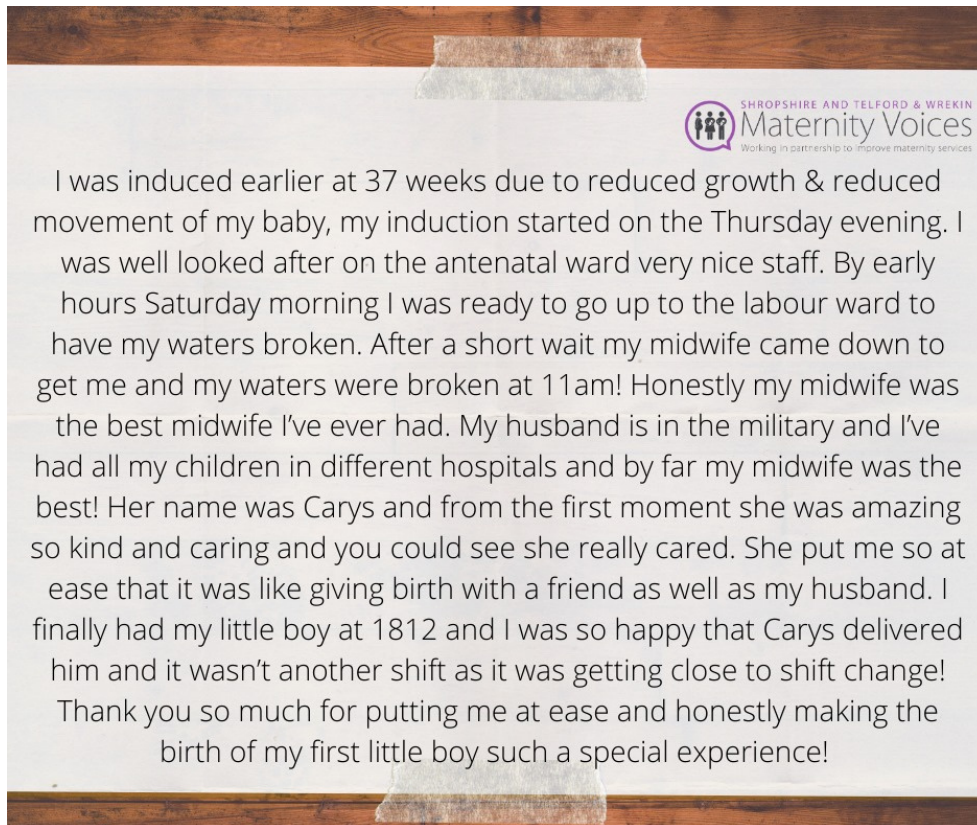 SHROPSHIRE AND TELFORD & WREKIN
Maternity Voices
Working in partnership to improve maternity services
I was induced earlier at 37 weeks due to reduced growth & reduced
movement of my baby, my induction started on the Thursday evening. I
was well looked after on the antenatal ward very nice staff. By early
hours Saturday morning I was ready to go up to the labour ward to
have my waters broken. After a short wait my midwife came down to
get me and my waters were broken at 11am! Honestly my midwife was
the best midwife I’ve ever had. My husband is in the military and I’ve
had all my children in different hospitals and by far my midwife was the
best! Her name was Carys and from the first moment she was amazing
so kind and caring and you could see she really cared. She put me so at
ease that it was like giving birth with a friend as well as my husband. I
finally had my little boy at 1812 and I was so happy that Carys delivered
him and it wasn’t another shift as it was getting close to shift change!
Thank you so much for putting me at ease and honestly making the
birth of my first little boy such a special experience!